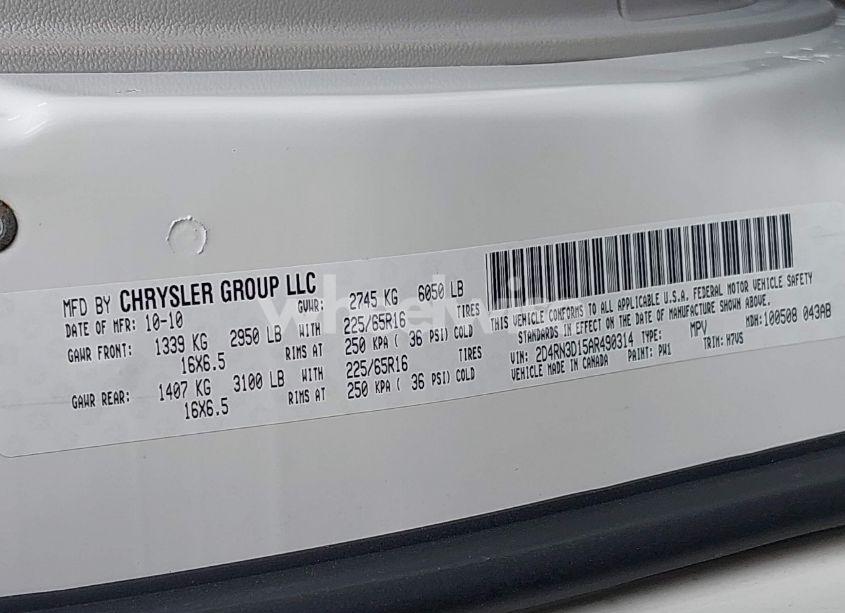 MFD BY CHRYSLER GROUP LLC
DATE OF MFR: 10-10 GVWR: 2745 KG 6050 LB
GAWR FRONT: 1339 KG 2950 LB WITH 225/65R16 TIRES
16X6.5 RIMS AT 250 KPA ( 36 PSI) COLD
GAWR REAR: 1407 KG 3100 LB WITH 225/65R16 TIRES
16X6.5 RIMS AT 250 KPA ( 36 PSI) COLD
THIS VEHICLE CONFORMS TO ALL APPLICABLE U.S.A. FEDERAL MOTOR VEHICLE SAFETY
STANDARDS IN EFFECT ON THE DATE OF MANUFACTURE SHOWN ABOVE.
MDH: 100508 043AB
VIN: 2D4RN3D15AR490314 TYPE: MPV
VEHICLE MADE IN CANADA PAINT: PW1 TRIM: H7VS